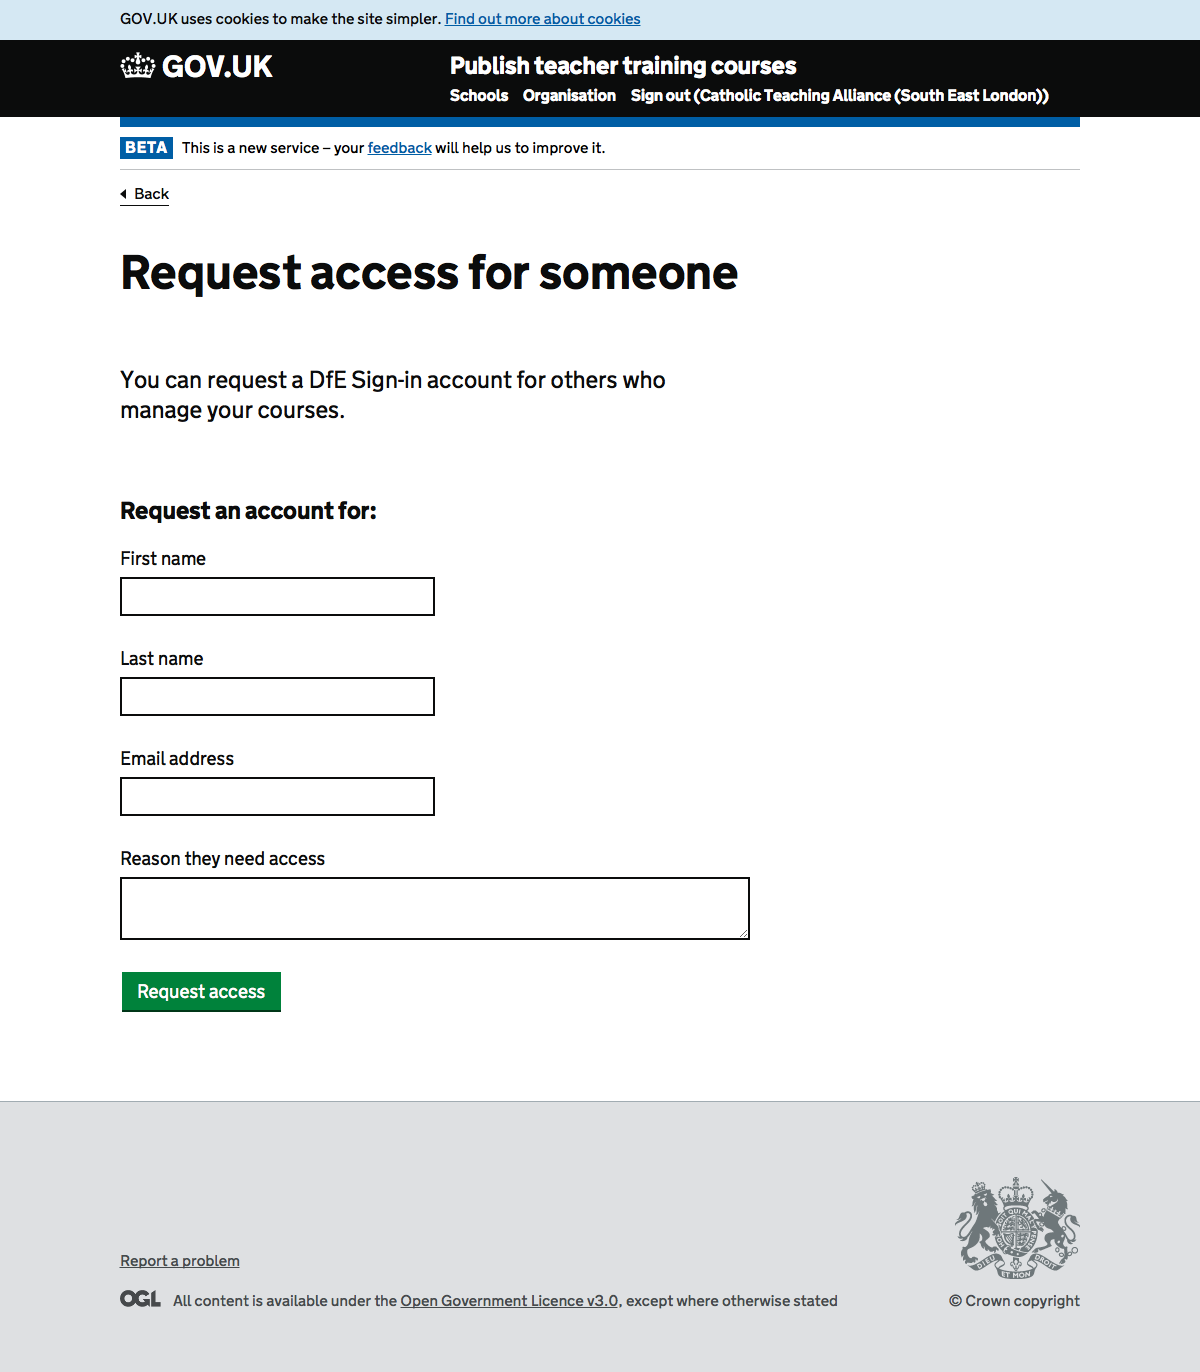 GOV.UK uses cookies to make the site simpler. Find out more about cookies
GOV.UK
Publish teacher training courses
Schools Organisation Sign out (Catholic Teaching Alliance (South East London))
BETA This is a new service – your feedback will help us to improve it.
Back
Request access for someone
You can request a DfE Sign-in account for others who
manage your courses.
Request an account for:
First name
Last name
Email address
Reason they need access
Request access
Report a problem
DIEU ET MON DROIT
OGL All content is available under the Open Government Licence v3.0, except where otherwise stated
© Crown copyright